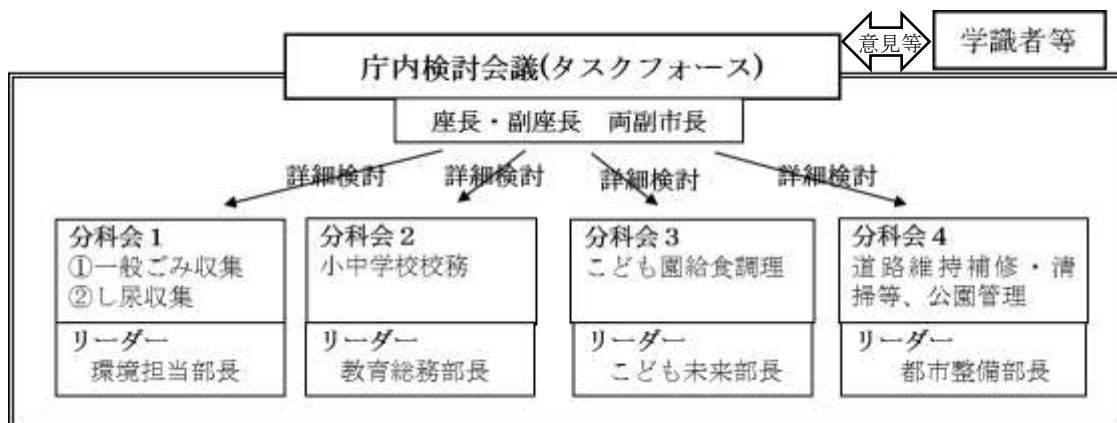 意見等
学識者等
庁内検討会議(タスクフォース)
座長・副座長　両副市長
詳細検討
詳細検討
詳細検討
詳細検討
分科会１
①一般ごみ収集
②し尿収集
リーダー
環境担当部長
分科会２
小中学校校務
リーダー
教育総務部長
分科会３
こども園給食調理
リーダー
こども未来部長
分科会４
道路維持補修・清
掃等、公園管理
リーダー
都市整備部長